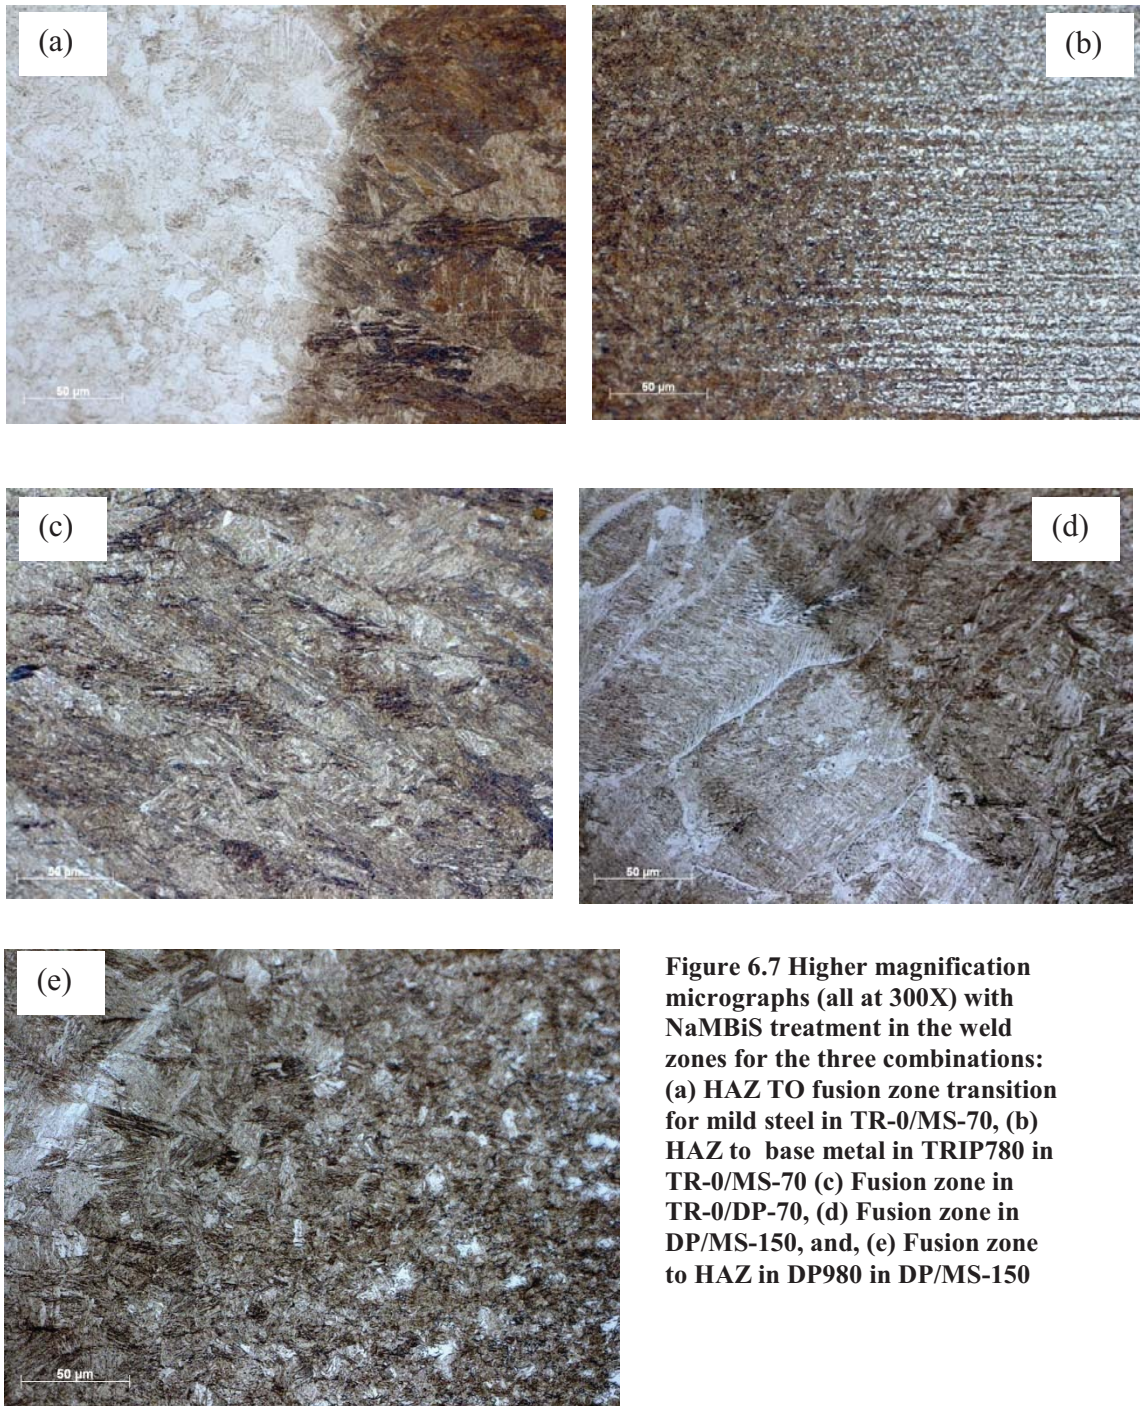 (a)
(b)
50 µm
50 µm
(c)
(d)
50 µm
50 µm
(e)
50 µm
Figure 6.7 Higher magnification
micrographs (all at 300X) with
NaMBiS treatment in the weld
zones for the three combinations:
(a) HAZ TO fusion zone transition
for mild steel in TR-0/MS-70, (b)
HAZ to base metal in TRIP780 in
TR-0/MS-70 (c) Fusion zone in
TR-0/DP-70, (d) Fusion zone in
DP/MS-150, and, (e) Fusion zone
to HAZ in DP980 in DP/MS-150